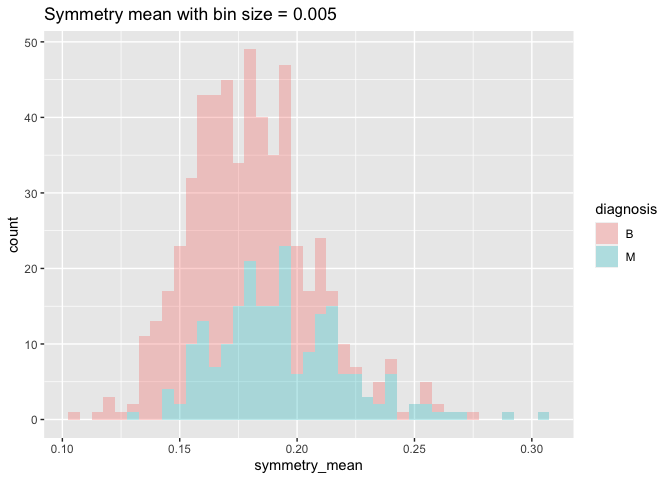 Symmetry mean with bin size = 0.005
50
40
30
20
10
0
count
0.10 0.15 0.20 0.25 0.30
symmetry_mean
diagnosis
B
M